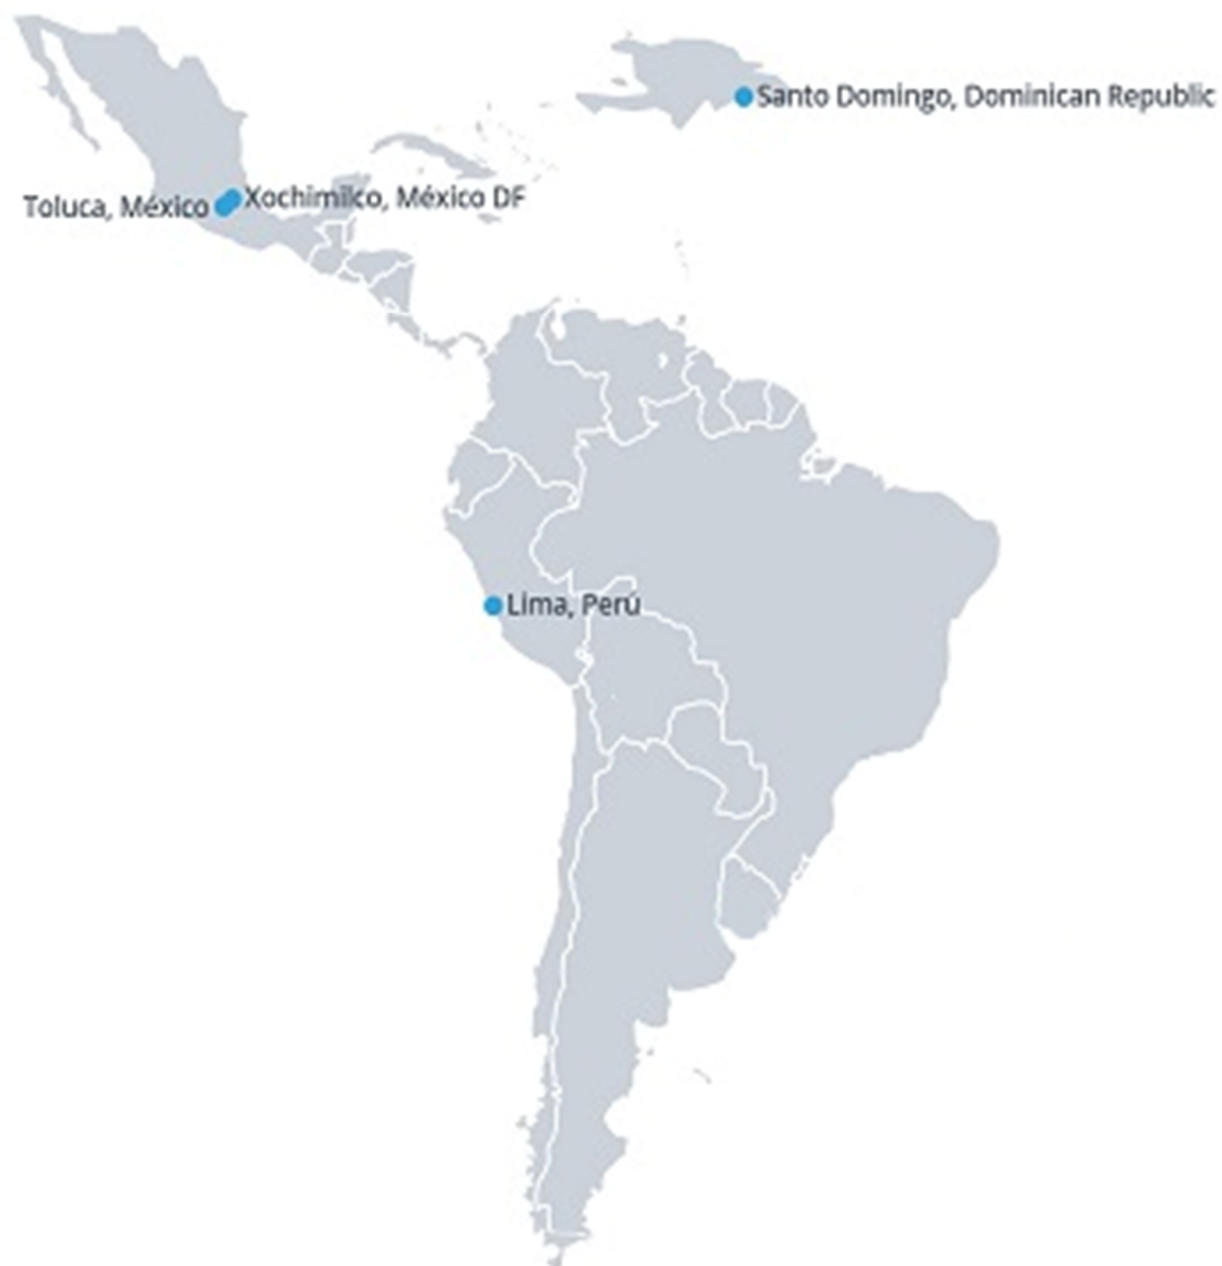 Santo Domingo, Dominican Republic
Xochimilco, México DF
Toluca, México
Lima, Perú